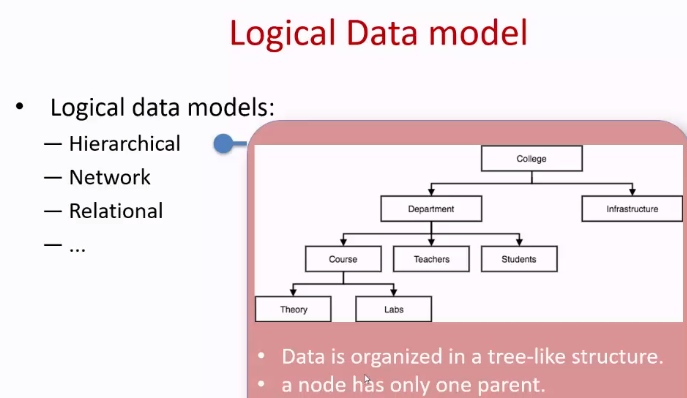 Logical Data model
• Logical data models:
— Hierarchical
— Network
— Relational
— ...
College
Department Infrastructure
Course Teachers Students
Theory Labs
• Data is organized in a tree-like structure.
• a node has only one parent.